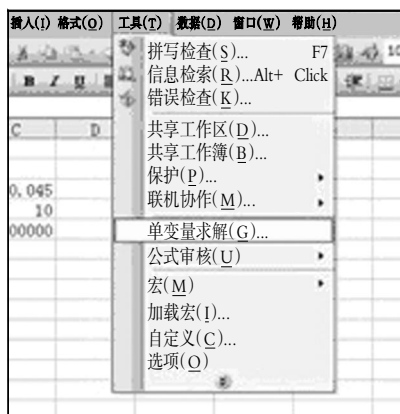 插入(I) 格式(O) 工具(T) 数据(D) 窗口(W) 帮助(H)
10
B I U
拼写检查(S)... F7
信息检索(R)...Alt+ Click
错误检查(K)...
C D
共享工作区(D)...
共享工作簿(B)...
保护(P)...
0.045
联机协作(M)...
10
00000
单变量求解(G)...
公式审核(U)
宏(M)
加载宏(I)...
自定义(C)...
选项(O)